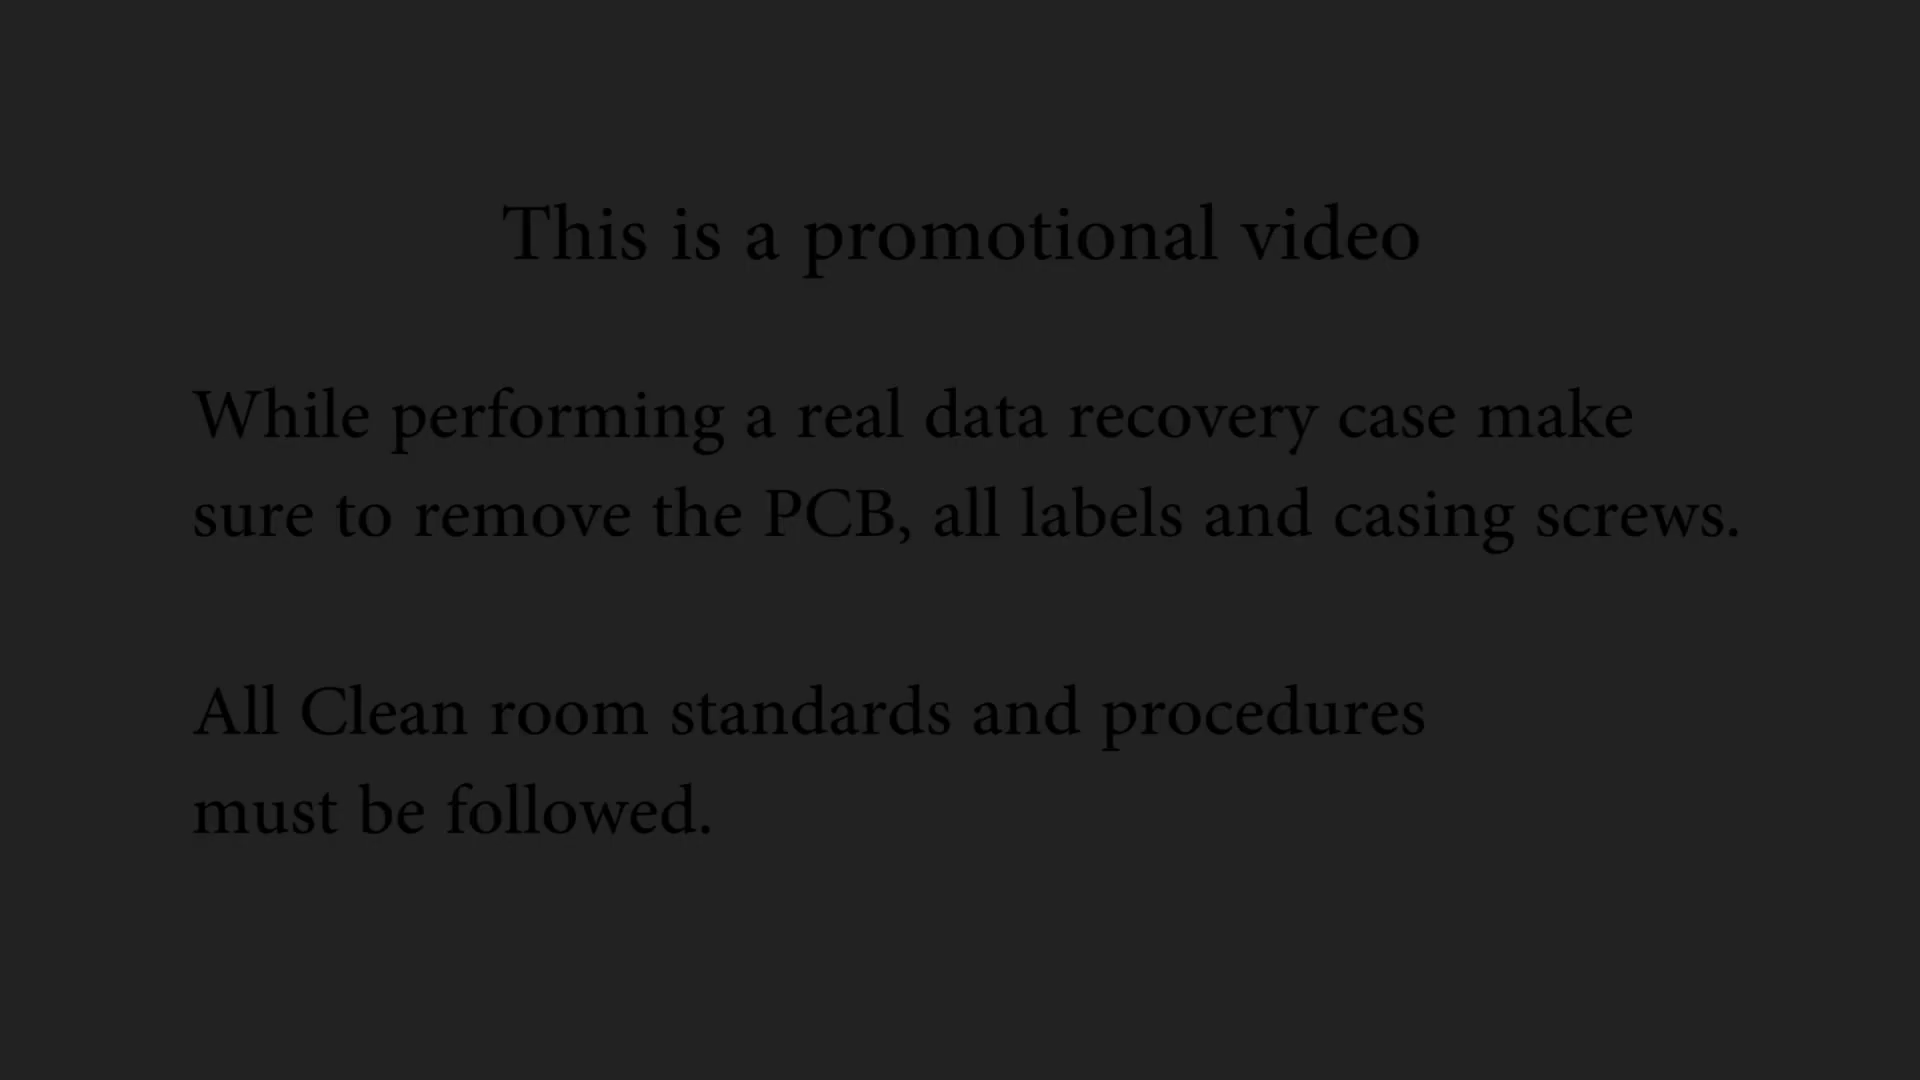 This is a promotional video
While performing a real data recovery case make
sure to remove the PCB, all labels and casing screws.
All Clean room standards and procedures
must be followed.